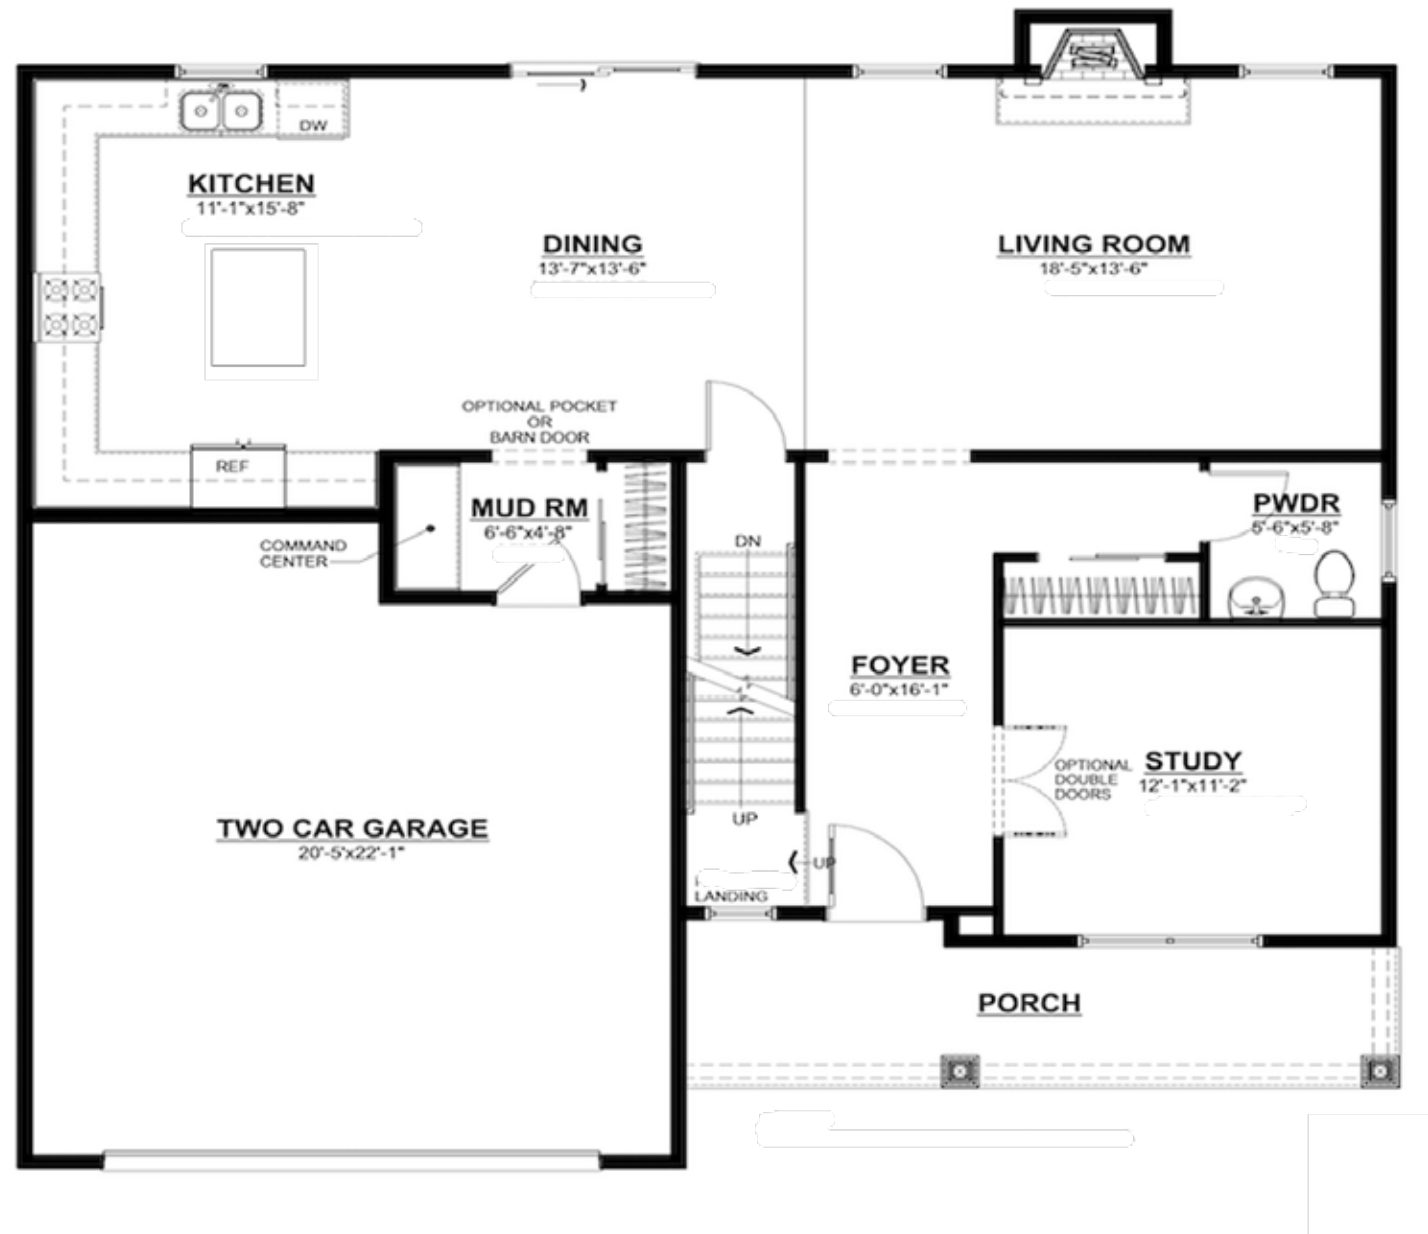 DW
KITCHEN
11'-1"x15'-8"
DINING
13'-7"x13'-6"
LIVING ROOM
18'-5"x13'-6"
OPTIONAL POCKET
OR
BARN DOOR
REF
MUD RM
6'-6"x4'-8"
COMMAND
CENTER
DN
PWDR
5'-6"x5'-8"
FOYER
6'-0"x16'-1"
OPTIONAL
DOUBLE
DOORS
STUDY
12'-1"x11'-2"
TWO CAR GARAGE
20'-5"x22'-1"
UP
UP
LANDING
PORCH